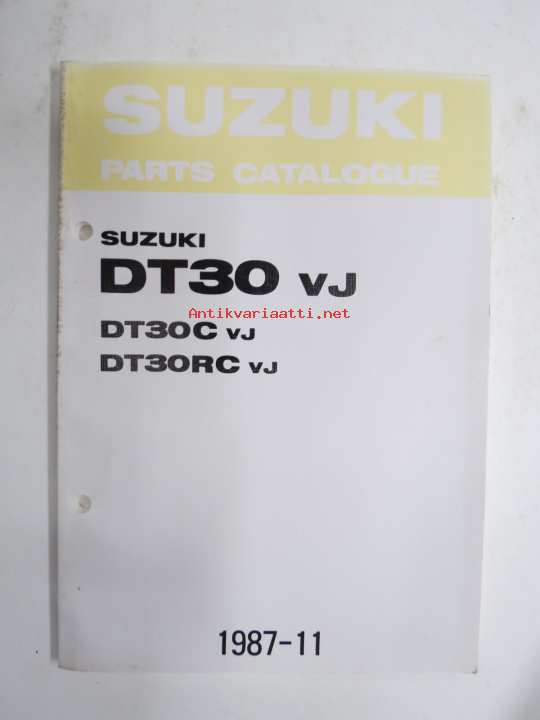 SUZUKI
PARTS CATALOGUE
SUZUKI
DT30 VJ
Antikvariaatti.net
DT30C VJ
DT30RC VJ
1987-11